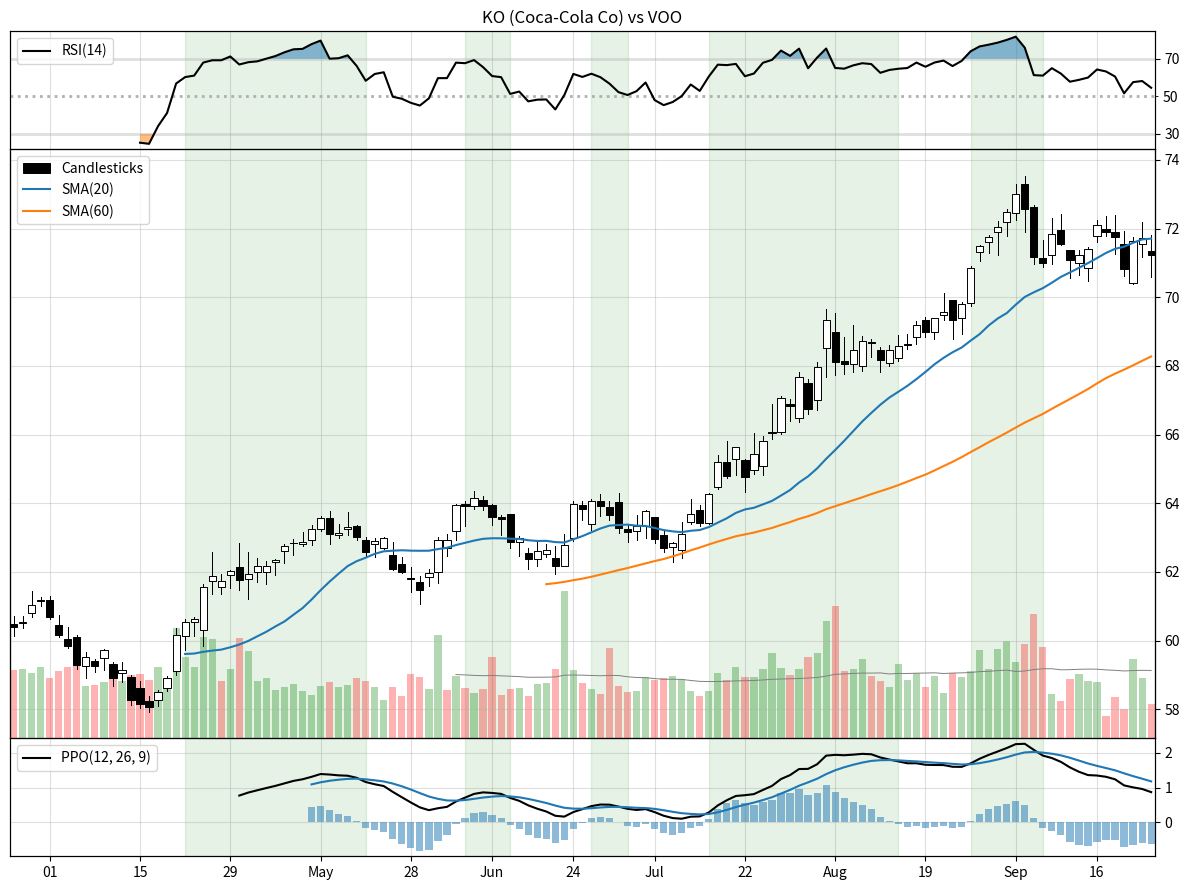 KO (Coca-Cola Co) vs VOO
RSI(14)
70
50
30
Candlesticks
SMA(20)
SMA(60)
74
72
70
68
66
64
62
60
58
PPO(12, 26, 9)
2
1
0
01 15 29 May 28 Jun 24 Jul 22 Aug 19 Sep 16